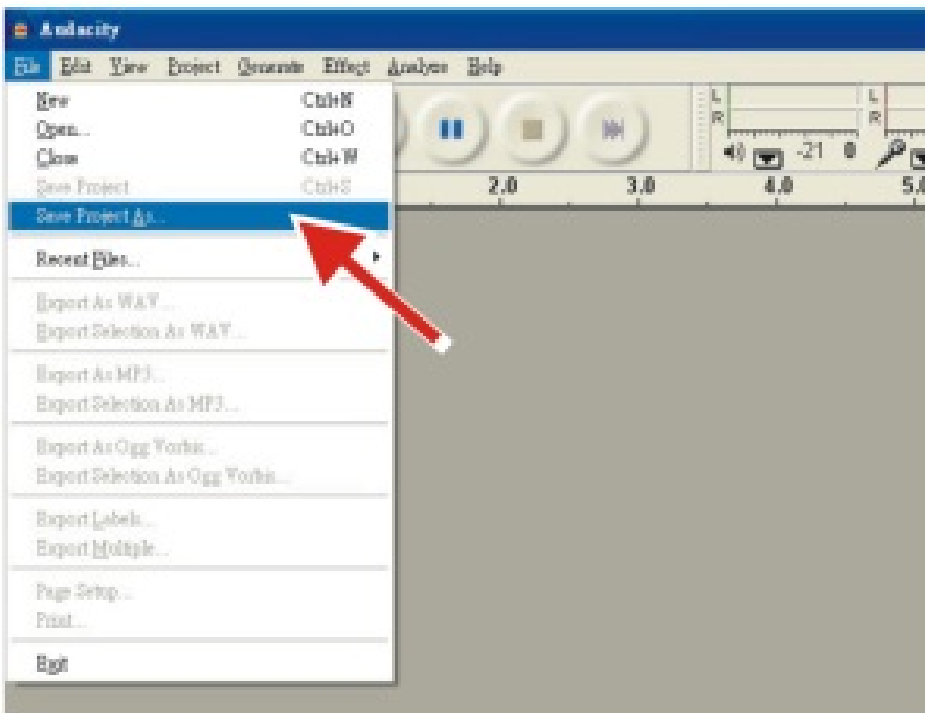 Audacity
File Edit View Project Generate Effect Analyze Help
New Ctrl+N
Open... Ctrl+O
Close Ctrl+W
Save Project Ctrl+S
Save Project As...
Recent Files...
Export As WAV...
Export Selection As WAV...
Export As MP3...
Export Selection As MP3...
Export As Ogg Vorbis...
Export Selection As Ogg Vorbis...
Export Labels...
Export Multiple...
Page Setup...
Print...
Exit
L
R
-21 0
L
R
2.0 3.0 4.0 5.0